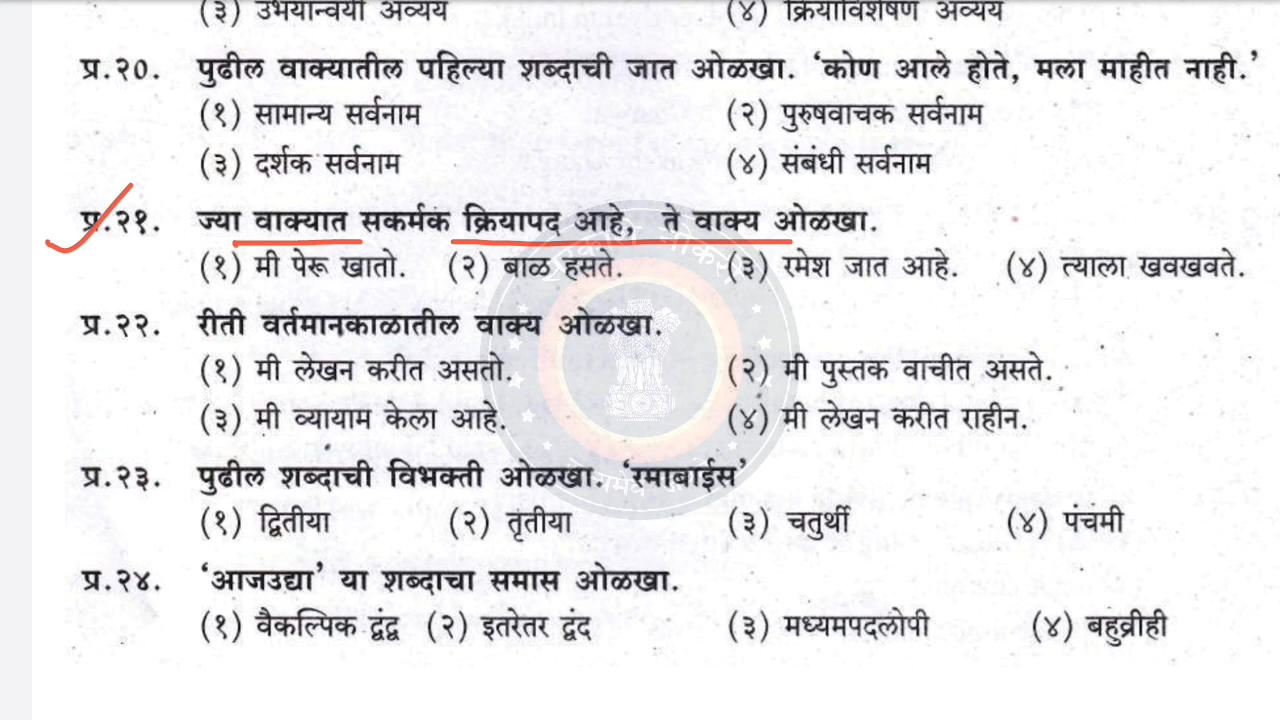 (३) उभयान्वयी अव्यय (४) क्रियाविशेषण अव्यय
प्र.२०. पुढील वाक्यातील पहिल्या शब्दाची जात ओळखा. ‘कोण आले होते, मला माहीत नाही.’
(१) सामान्य सर्वनाम (२) पुरुषवाचक सर्वनाम
(३) दर्शक सर्वनाम (४) संबंधी सर्वनाम
प्र.२१. ज्या वाक्यात सकर्मक क्रियापद आहे, ते वाक्य ओळखा.
(१) मी पेरू खातो. (२) बाळ हसते. (३) रमेश जात आहे. (४) त्याला खवखवते.
प्र.२२. रीती वर्तमानकाळातील वाक्य ओळखा.
(१) मी लेखन करीत असतो. (२) मी पुस्तक वाचीत असते.
(३) मी व्यायाम केला आहे. (४) मी लेखन करीत राहीन.
प्र.२३. पुढील शब्दाची विभक्ती ओळखा. ‘रमाबाईस’
(१) द्वितीया (२) तृतीया (३) चतुर्थी (४) पंचमी
प्र.२४. ‘आजउद्या’ या शब्दाचा समास ओळखा.
(१) वैकल्पिक द्वंद्व (२) इतरेतर द्वंद (३) मध्यमपदलोपी (४) बहुव्रीही